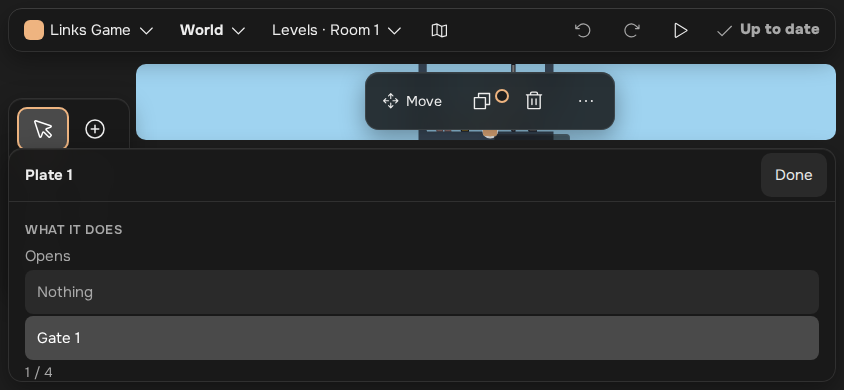 Links Game World Levels · Room 1 Up to date
Move
Plate 1 Done
WHAT IT DOES
Opens
Nothing
Gate 1
1 / 4